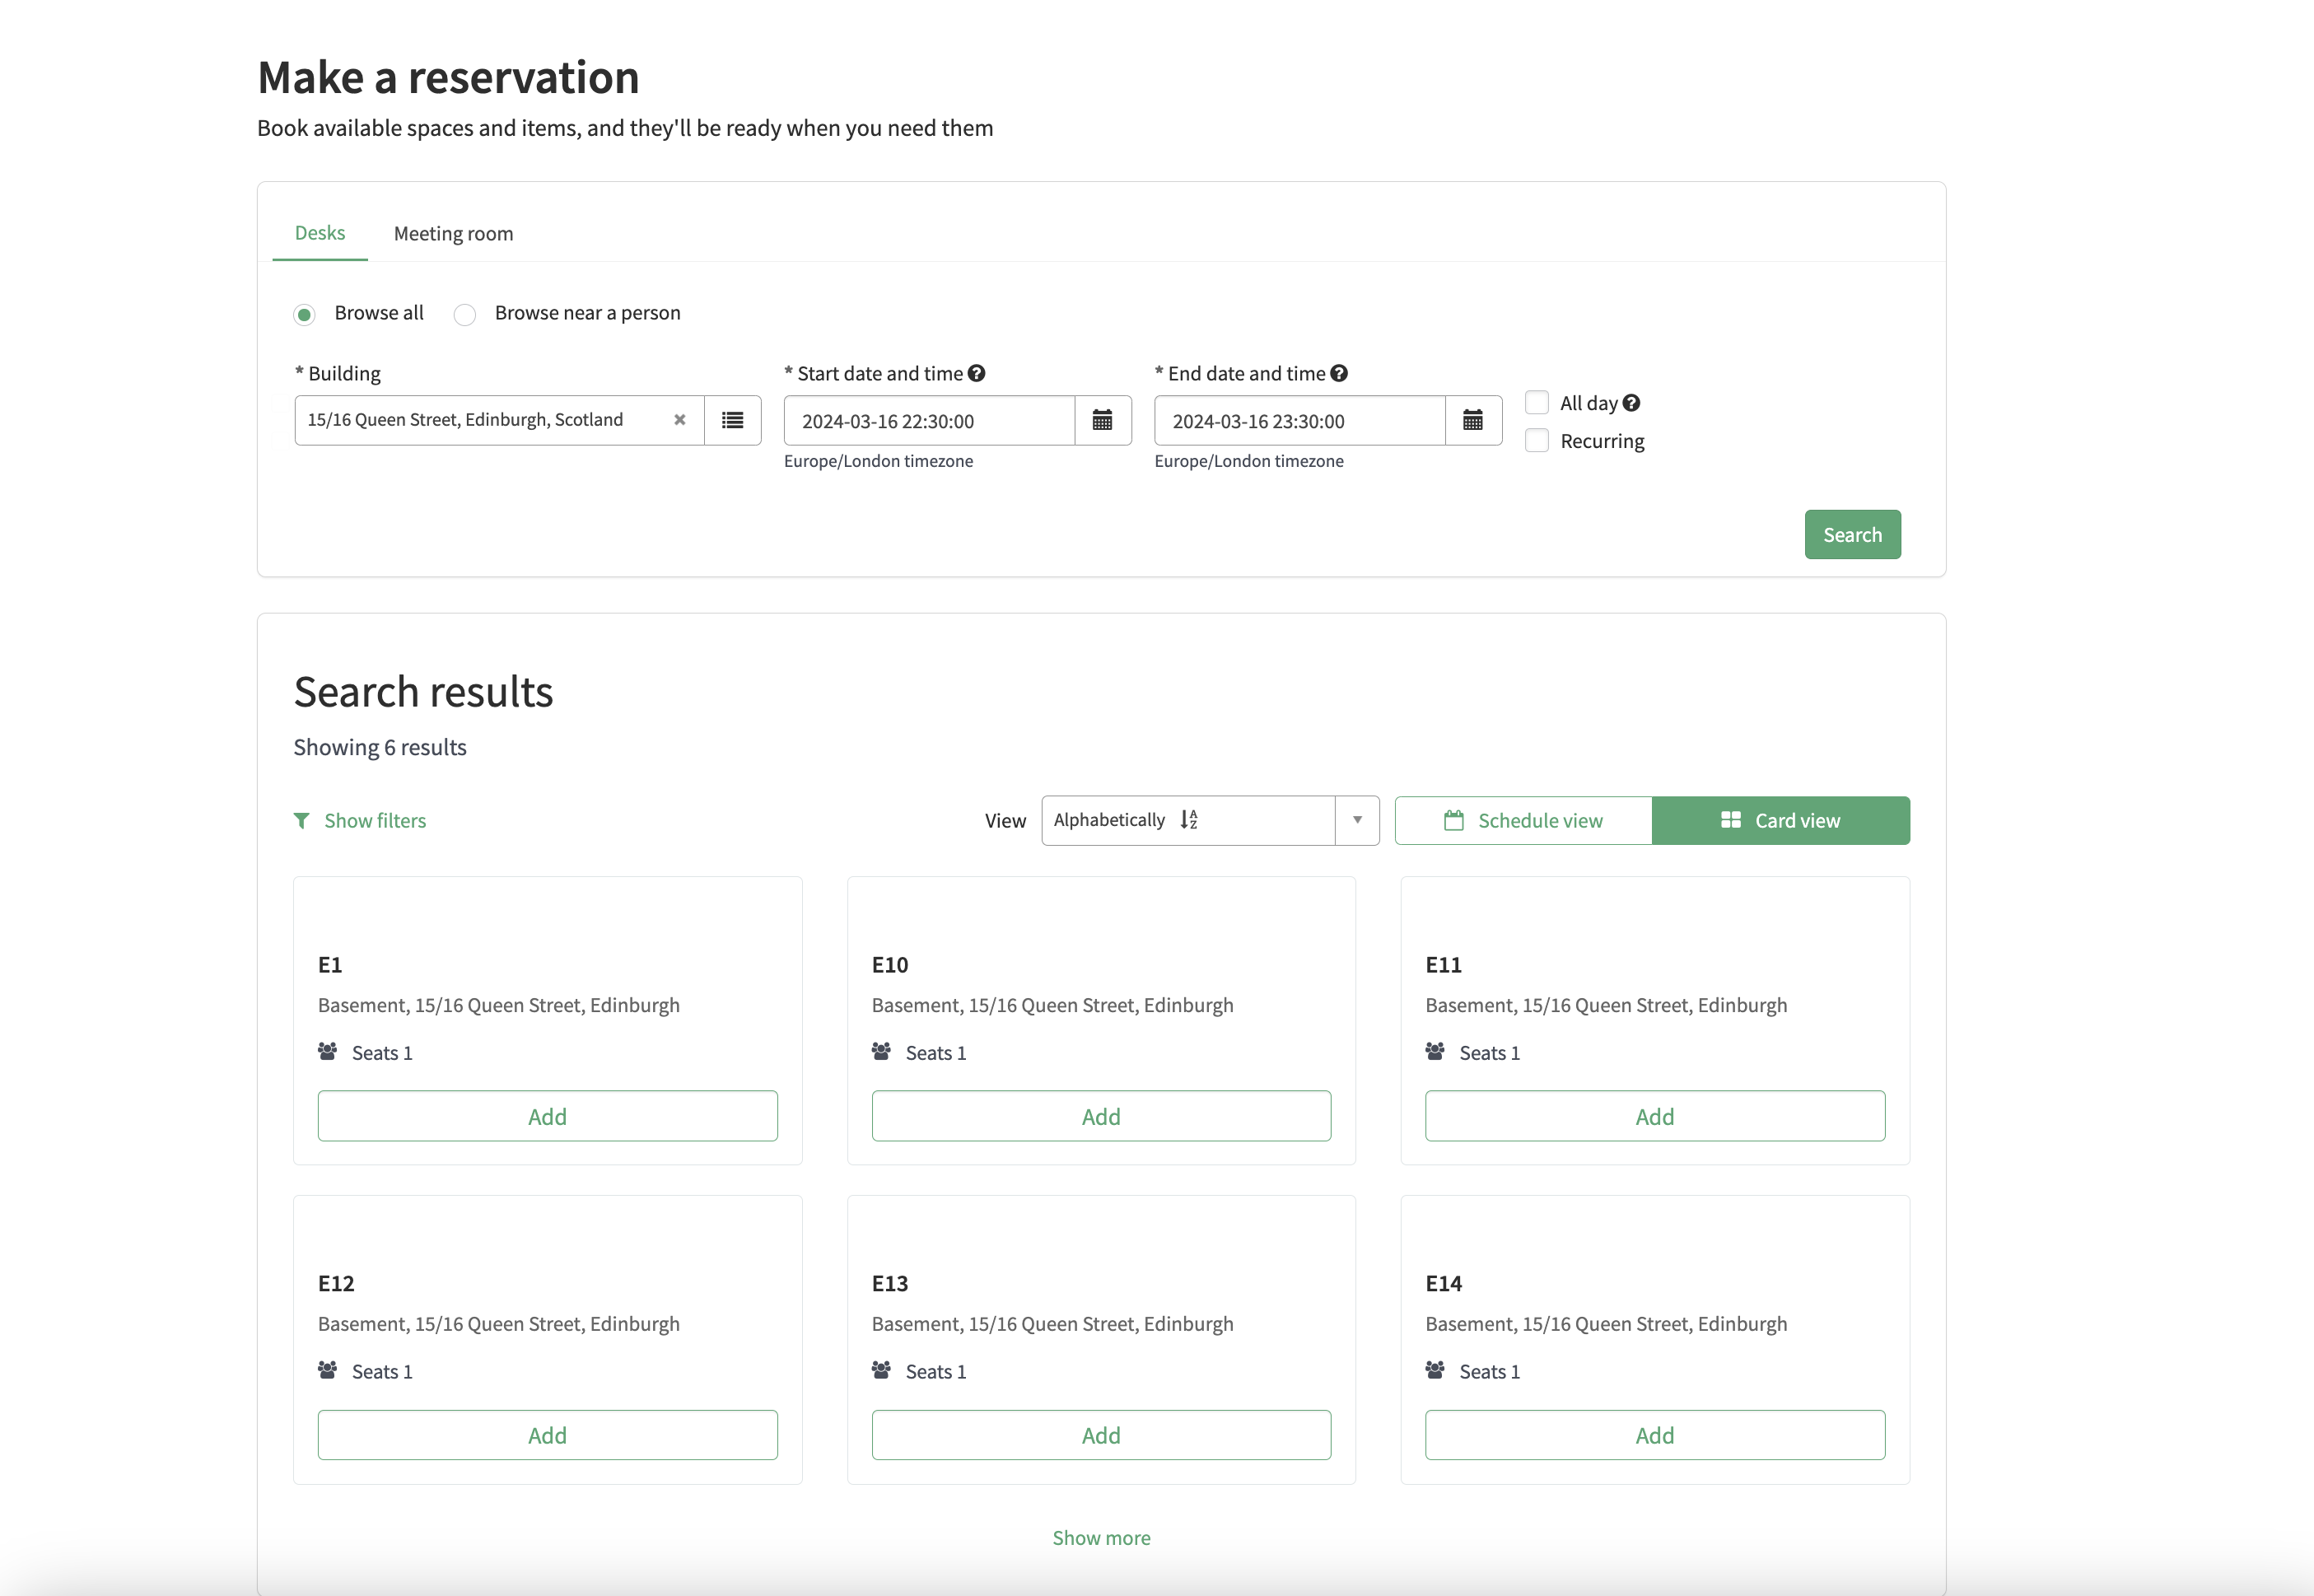 Make a reservation
Book available spaces and items, and they'll be ready when you need them
Desks Meeting room
Browse all Browse near a person
* Building * Start date and time * End date and time
15/16 Queen Street, Edinburgh, Scotland 2024-03-16 22:30:00 2024-03-16 23:30:00 All day
Recurring
Europe/London timezone Europe/London timezone
Search
Search results
Showing 6 results
Show filters View Alphabetically Schedule view Card view
E1 E10 E11
Basement, 15/16 Queen Street, Edinburgh Basement, 15/16 Queen Street, Edinburgh Basement, 15/16 Queen Street, Edinburgh
Seats 1 Seats 1 Seats 1
Add Add Add
E12 E13 E14
Basement, 15/16 Queen Street, Edinburgh Basement, 15/16 Queen Street, Edinburgh Basement, 15/16 Queen Street, Edinburgh
Seats 1 Seats 1 Seats 1
Add Add Add
Show more